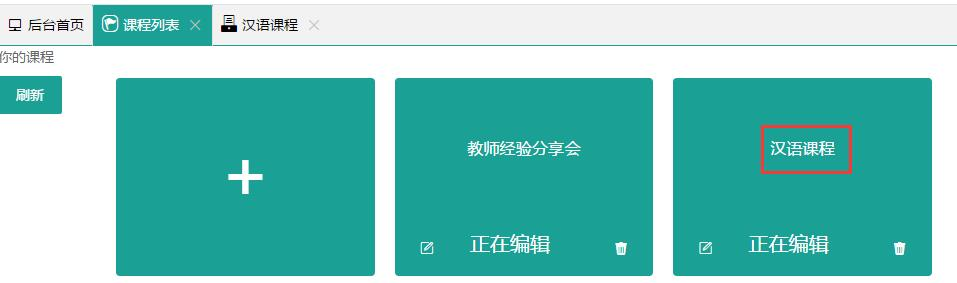 后台首页 课程列表 汉语课程
你的课程
刷新
教师经验分享会
汉语课程
正在编辑
正在编辑